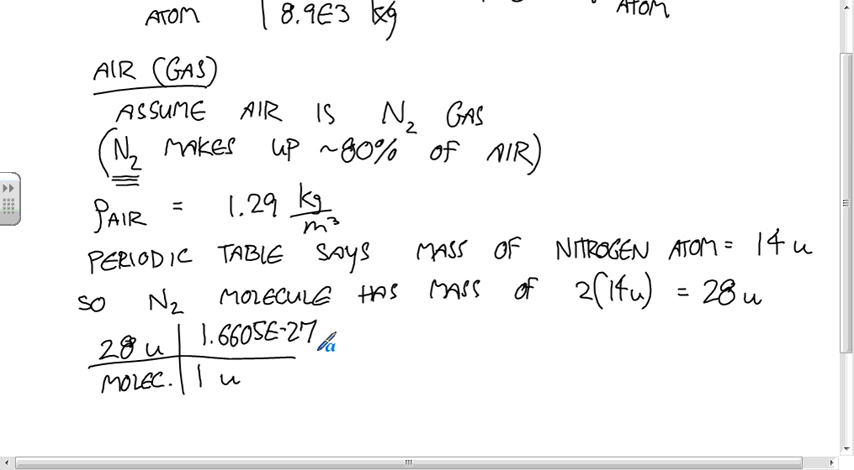 ATOM 8.9E3 kg ATOM
AIR (GAS)
ASSUME AIR IS N₂ GAS
(N₂ MAKES UP ~80% OF AIR)
ρAIR = 1.29 kg/m³
PERIODIC TABLE SAYS MASS OF NITROGEN ATOM = 14 u
SO N₂ MOLECULE HAS MASS OF 2(14u) = 28 u
28 u | 1.6605E-27
MOLEC. | 1 u